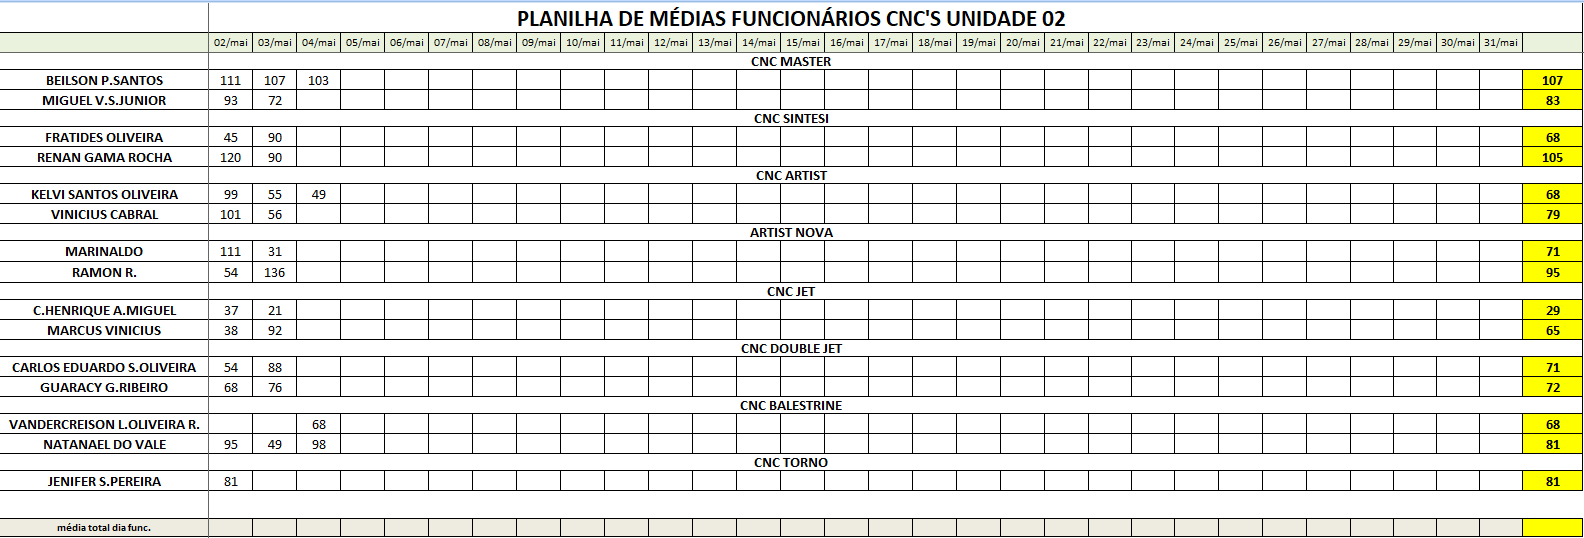 PLANILHA DE MÉDIAS FUNCIONÁRIOS CNC'S UNIDADE 02
02/mai 03/mai 04/mai 05/mai 06/mai 07/mai 08/mai 09/mai 10/mai 11/mai 12/mai 13/mai 14/mai 15/mai 16/mai 17/mai 18/mai 19/mai 20/mai 21/mai 22/mai 23/mai 24/mai 25/mai 26/mai 27/mai 28/mai 29/mai 30/mai 31/mai
CNC MASTER
BEILSON P.SANTOS 111 107 103 107
MIGUEL V.S.JUNIOR 93 72 83
CNC SINTESI
FRATIDES OLIVEIRA 45 90 68
RENAN GAMA ROCHA 120 90 105
CNC ARTIST
KELVI SANTOS OLIVEIRA 99 55 49 68
VINICIUS CABRAL 101 56 79
ARTIST NOVA
MARINALDO 111 31 71
RAMON R. 54 136 95
CNC JET
C.HENRIQUE A.MIGUEL 37 21 29
MARCUS VINICIUS 38 92 65
CNC DOUBLE JET
CARLOS EDUARDO S.OLIVEIRA 54 88 71
GUARACY G.RIBEIRO 68 76 72
CNC BALESTRINE
VANDERCREISON L.OLIVEIRA R. 68 68
NATANAEL DO VALE 95 49 98 81
CNC TORNO
JENIFER S.PEREIRA 81 81
média total dia func.